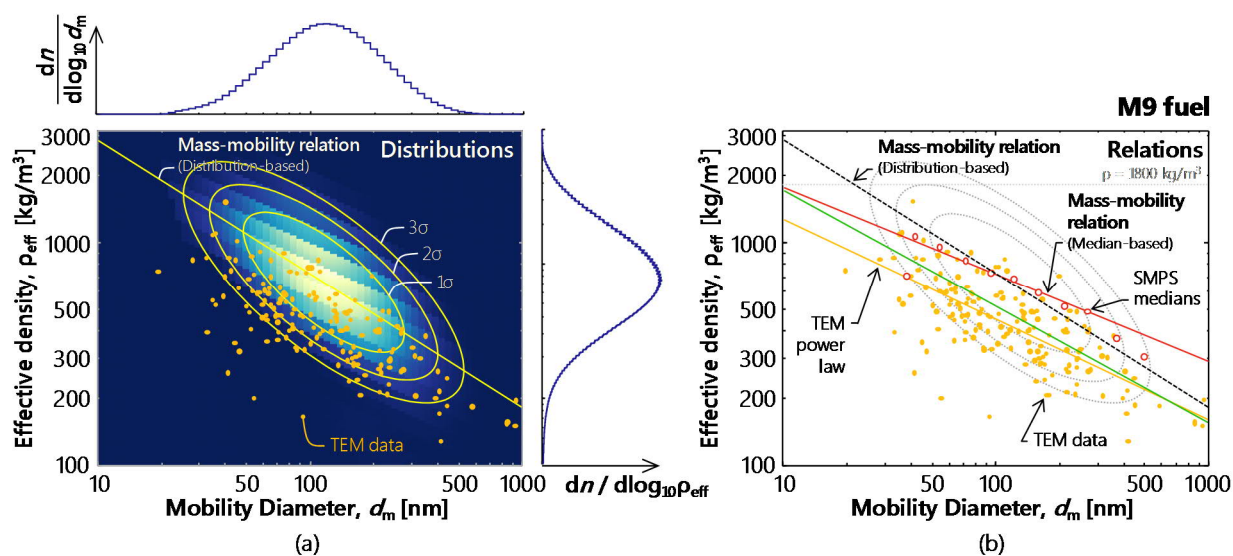 dn
dlog₁₀dₘ
3000
2000
1000
500
300
200
100
Effective density, ρeff [kg/m³]
Mass-mobility relation
(Distribution-based)
Distributions
3σ
2σ
1σ
TEM data
10
50
100
500
1000
Mobility Diameter, dₘ [nm]
dn / dlog₁₀ρeff
(a)
M9 fuel
3000
2000
1000
500
300
200
100
Effective density, ρeff [kg/m³]
Mass-mobility relation
(Distribution-based)
Relations
ρ = 1800 kg/m³
Mass-mobility
relation
(Median-based)
SMPS
medians
TEM
power
law
TEM data
10
50
100
500
1000
Mobility Diameter, dₘ [nm]
(b)